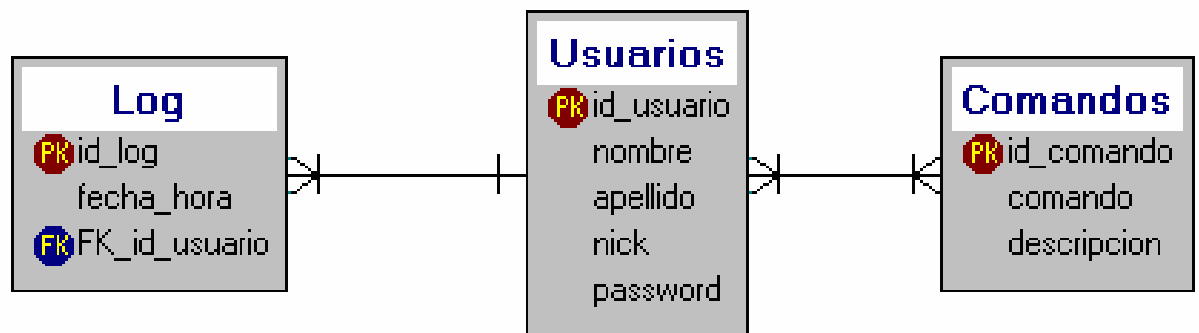 Log
PK id_log
fecha_hora
FK FK_id_usuario
Usuarios
PK id_usuario
nombre
apellido
nick
password
Comandos
PK id_comando
comando
descripcion